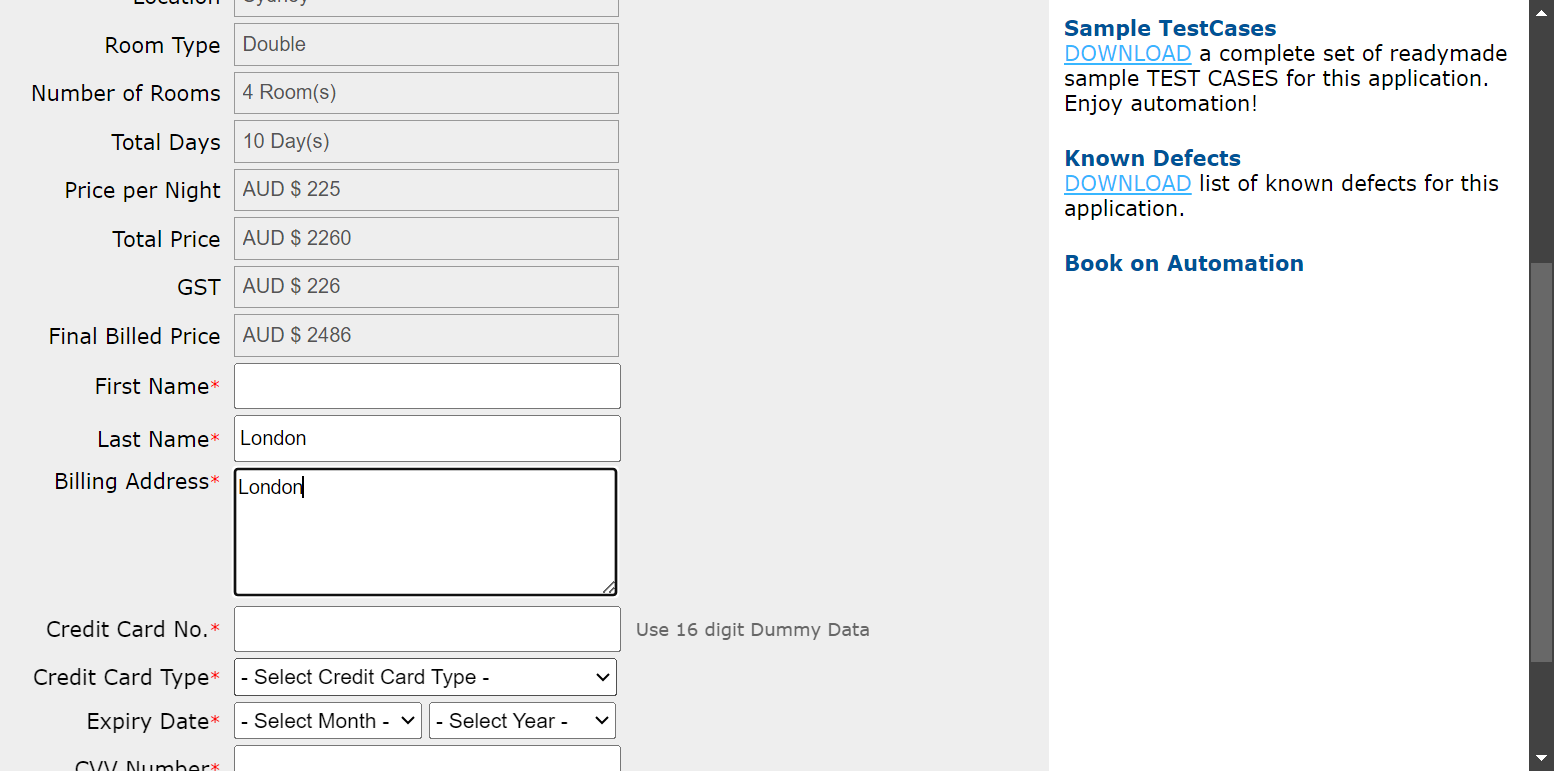 Location Sydney
Room Type Double
Number of Rooms 4 Room(s)
Total Days 10 Day(s)
Price per Night AUD $ 225
Total Price AUD $ 2260
GST AUD $ 226
Final Billed Price AUD $ 2486
First Name*
Last Name* London
Billing Address* London
Credit Card No.* Use 16 digit Dummy Data
Credit Card Type* - Select Credit Card Type -
Expiry Date* - Select Month - - Select Year -
CVV Number*
Sample TestCases
DOWNLOAD a complete set of readymade
sample TEST CASES for this application.
Enjoy automation!
Known Defects
DOWNLOAD list of known defects for this
application.
Book on Automation